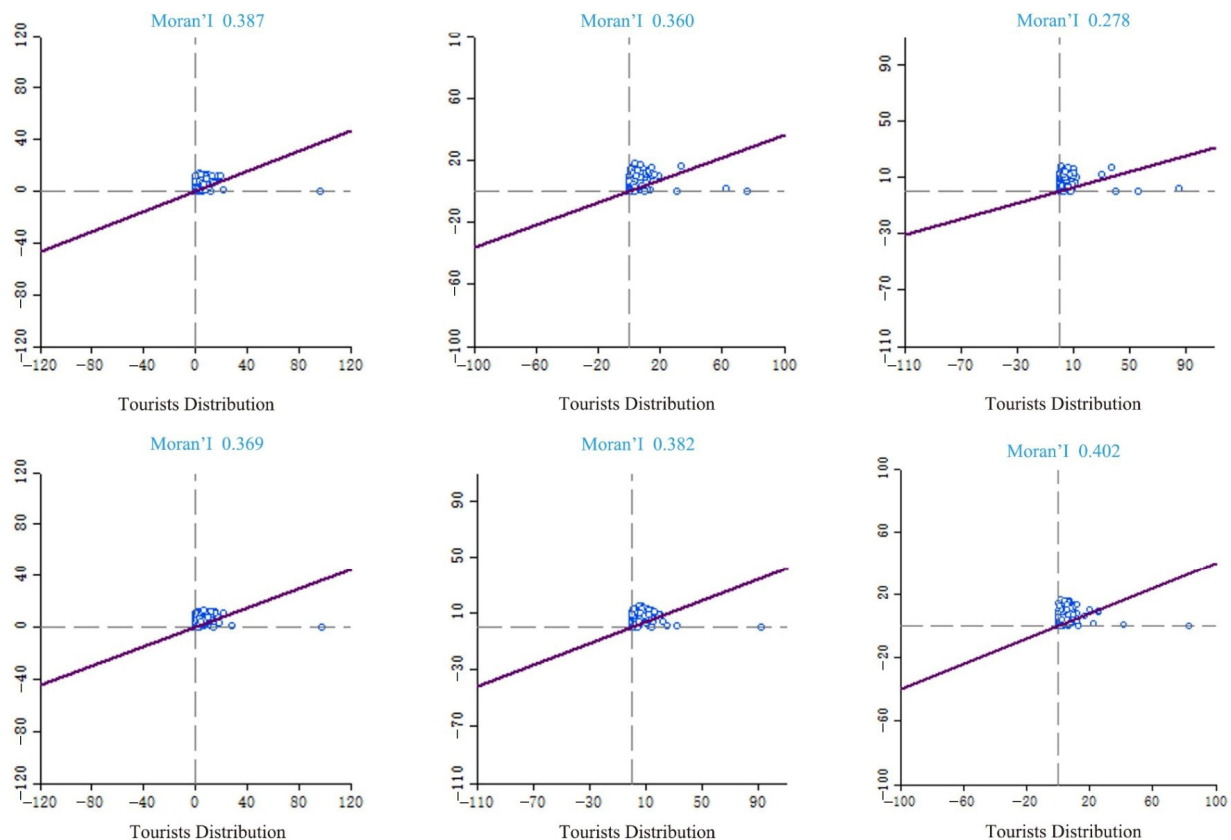 Moran'I 0.387
120
80
40
0
−40
−80
−120
−120 −80 −40 0 40 80 120
Tourists Distribution
Moran'I 0.360
10
60
20
−20
−60
−100
−100 −60 −20 20 60 100
Tourists Distribution
Moran'I 0.278
90
50
10
−30
−70
−110
−110 −70 −30 10 50 90
Tourists Distribution
Moran'I 0.369
120
80
40
0
−40
−80
−120
−120 −80 −40 0 40 80 120
Tourists Distribution
Moran'I 0.382
90
50
10
−30
−70
−110
−110 −70 −30 10 50 90
Tourists Distribution
Moran'I 0.402
100
60
20
−20
−60
−100
−100 −60 −20 20 60 100
Tourists Distribution